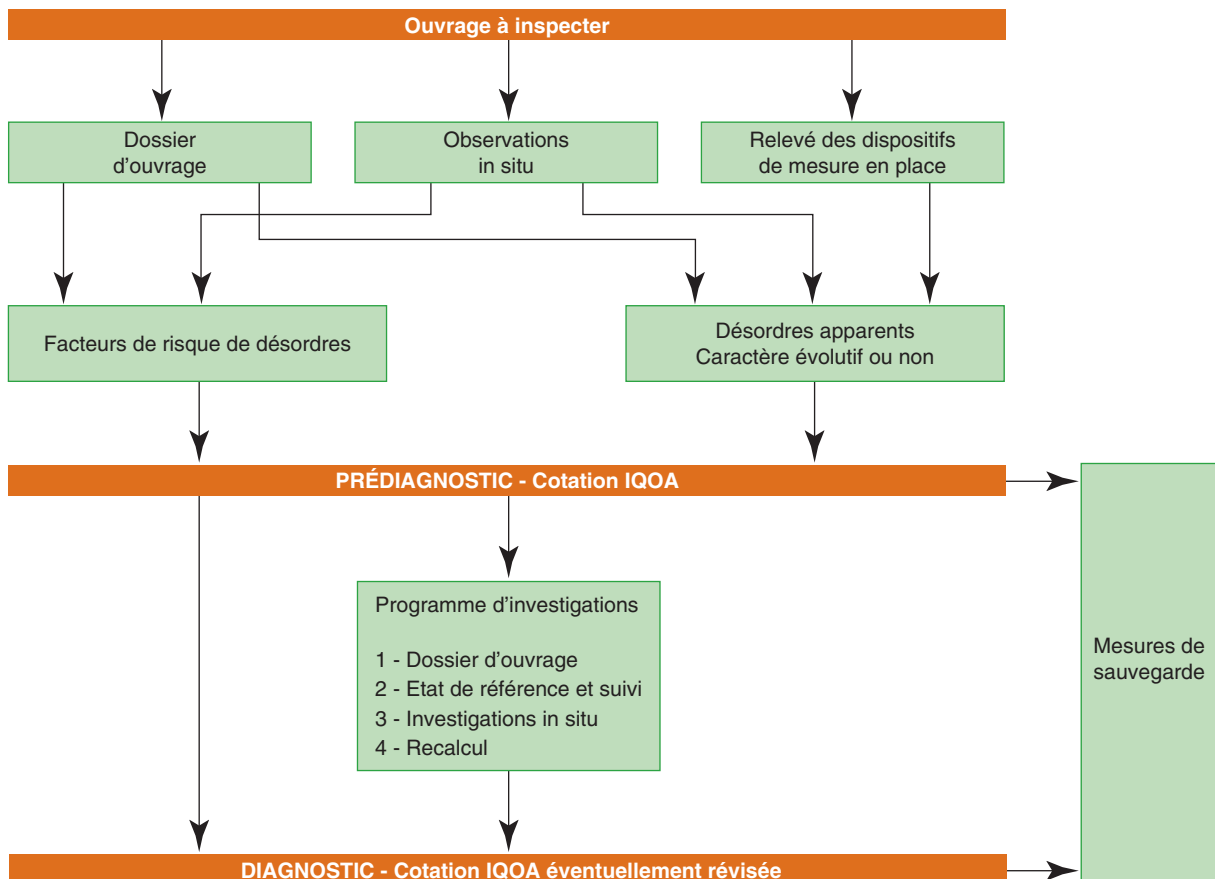 Ouvrage à inspecter
Dossier
d'ouvrage
Observations
in situ
Relevé des dispositifs
de mesure en place
Facteurs de risque de désordres
Désordres apparents
Caractère évolutif ou non
PRÉDIAGNOSTIC - Cotation IQOA
Programme d'investigations
1 - Dossier d'ouvrage
2 - Etat de référence et suivi
3 - Investigations in situ
4 - Recalcul
Mesures de
sauvegarde
DIAGNOSTIC - Cotation IQOA éventuellement révisée